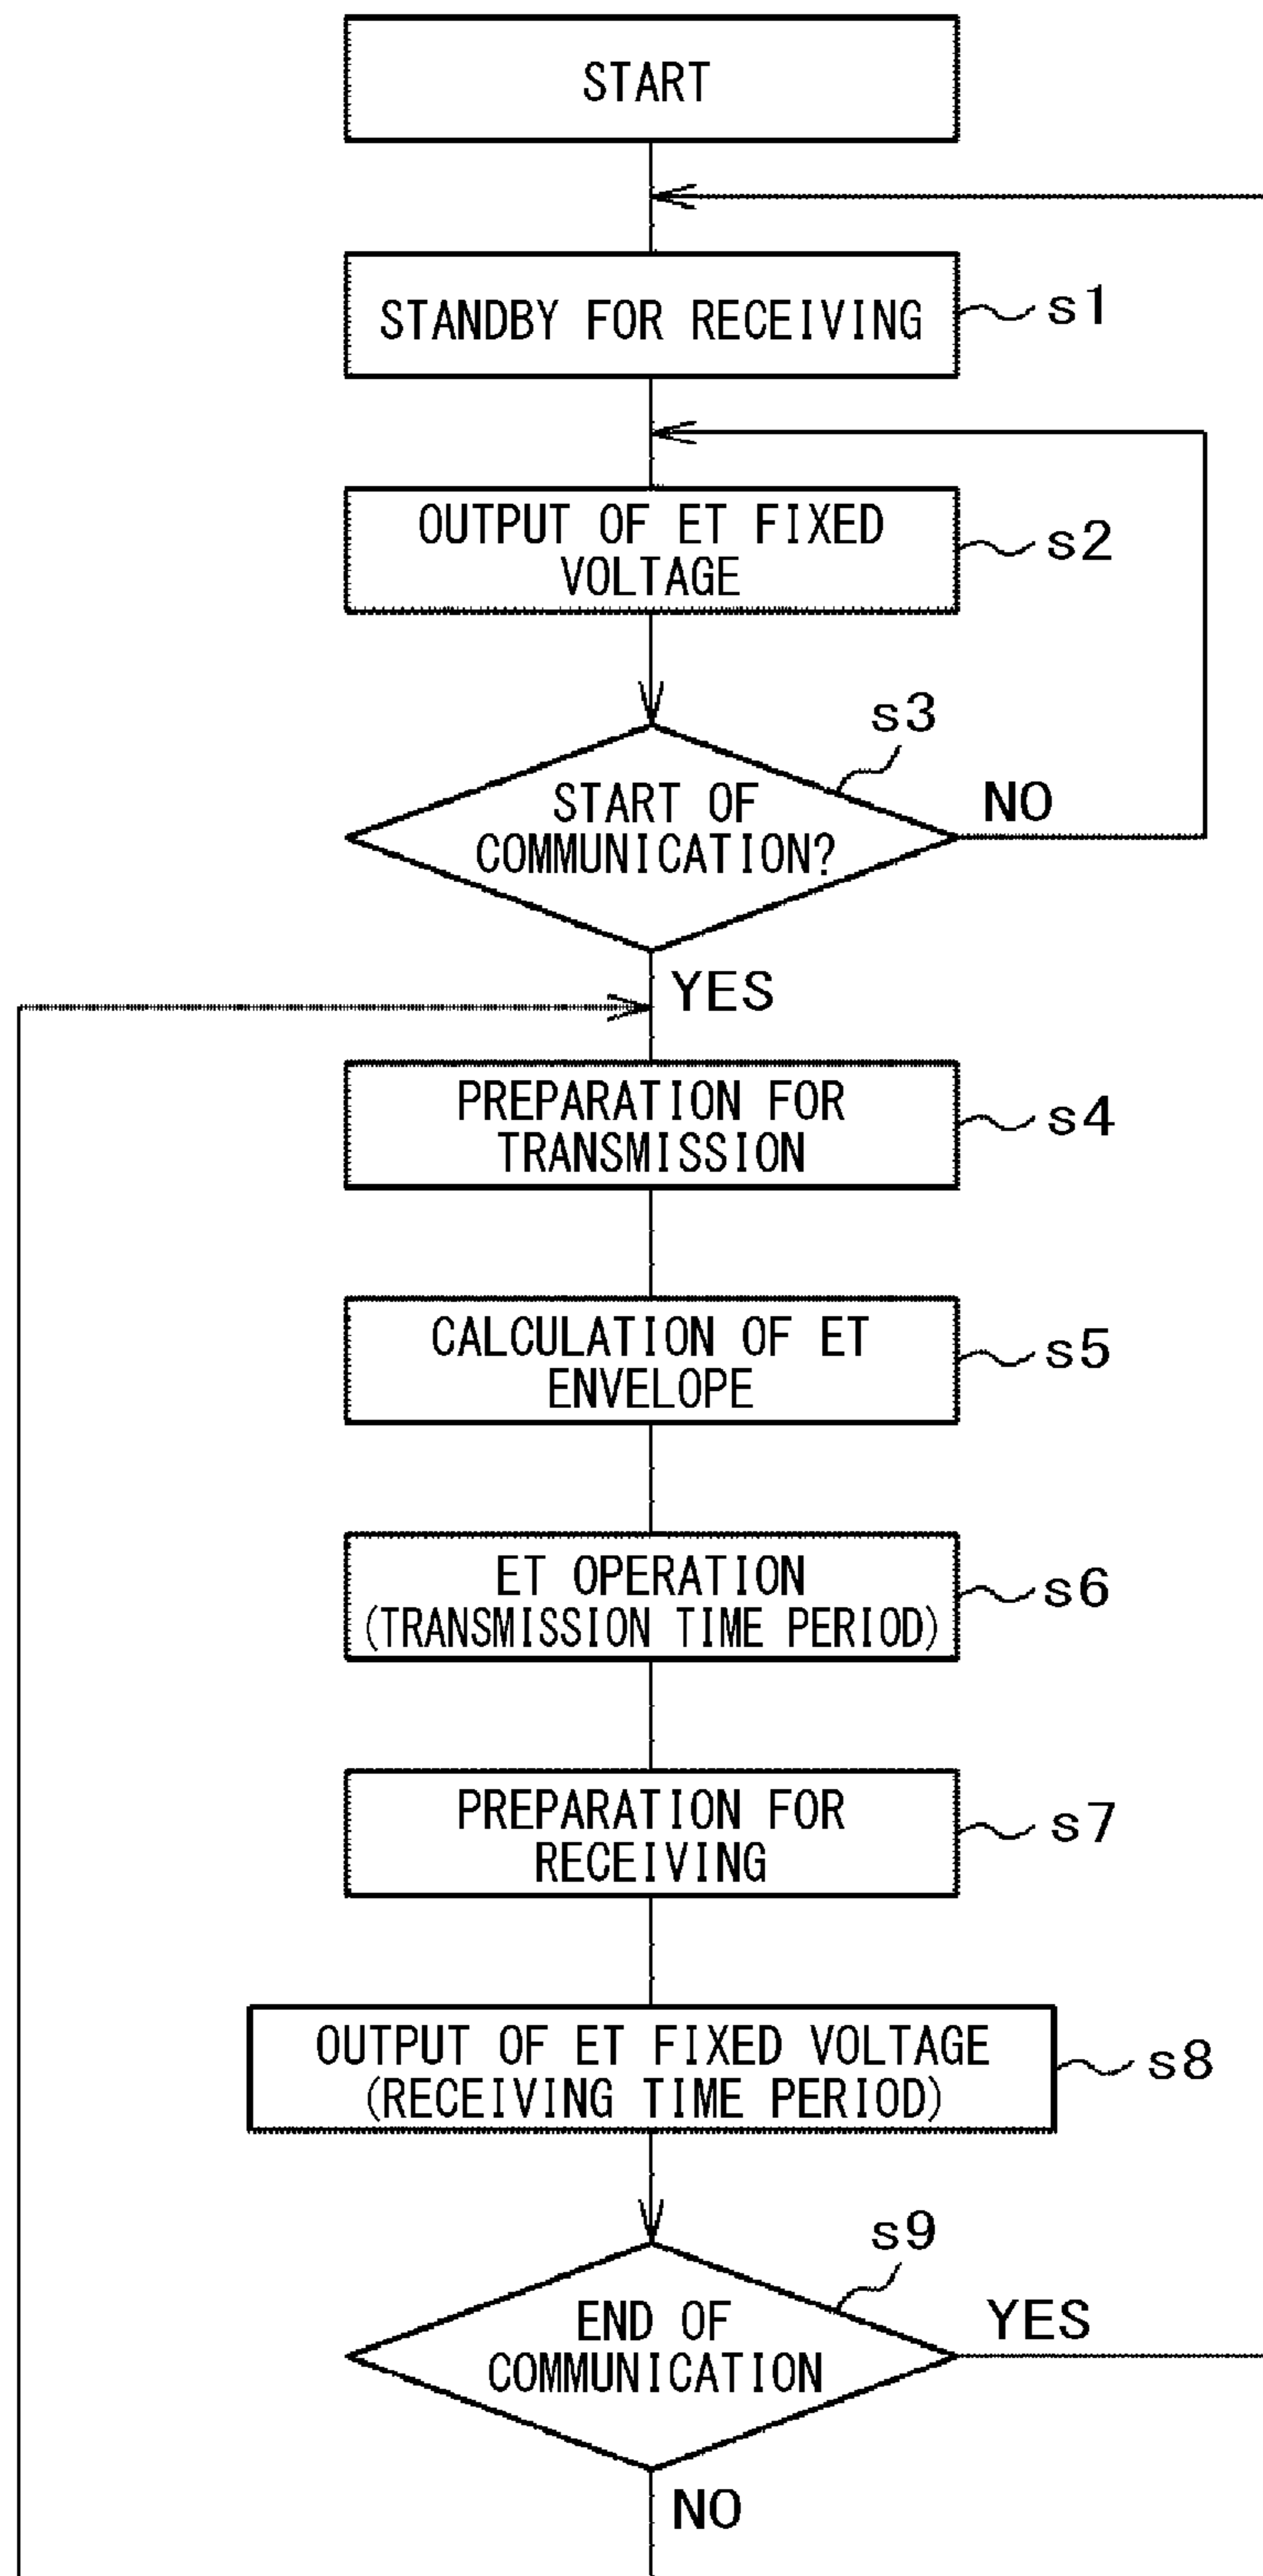 START
STANDBY FOR RECEIVING
s1
OUTPUT OF ET FIXED
VOLTAGE
s2
s3
START OF
COMMUNICATION?
NO
YES
PREPARATION FOR
TRANSMISSION
s4
CALCULATION OF ET
ENVELOPE
s5
ET OPERATION
(TRANSMISSION TIME PERIOD)
s6
PREPARATION FOR
RECEIVING
s7
OUTPUT OF ET FIXED VOLTAGE
(RECEIVING TIME PERIOD)
s8
s9
END OF
COMMUNICATION
YES
NO